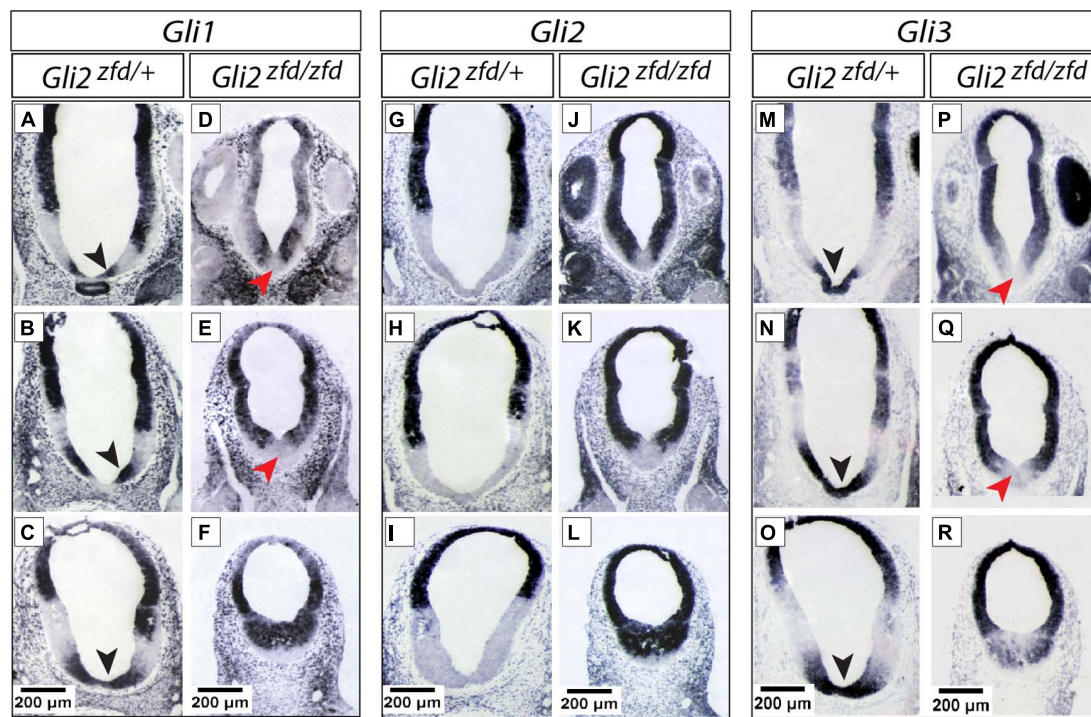 Gli1 Gli2 Gli3
Gli2 zfd/+ Gli2 zfd/zfd Gli2 zfd/+ Gli2 zfd/zfd Gli2 zfd/+ Gli2 zfd/zfd
A D G J M P
B E H K N Q
C F I L O R
200 µm 200 µm 200 µm 200 µm 200 µm 200 µm